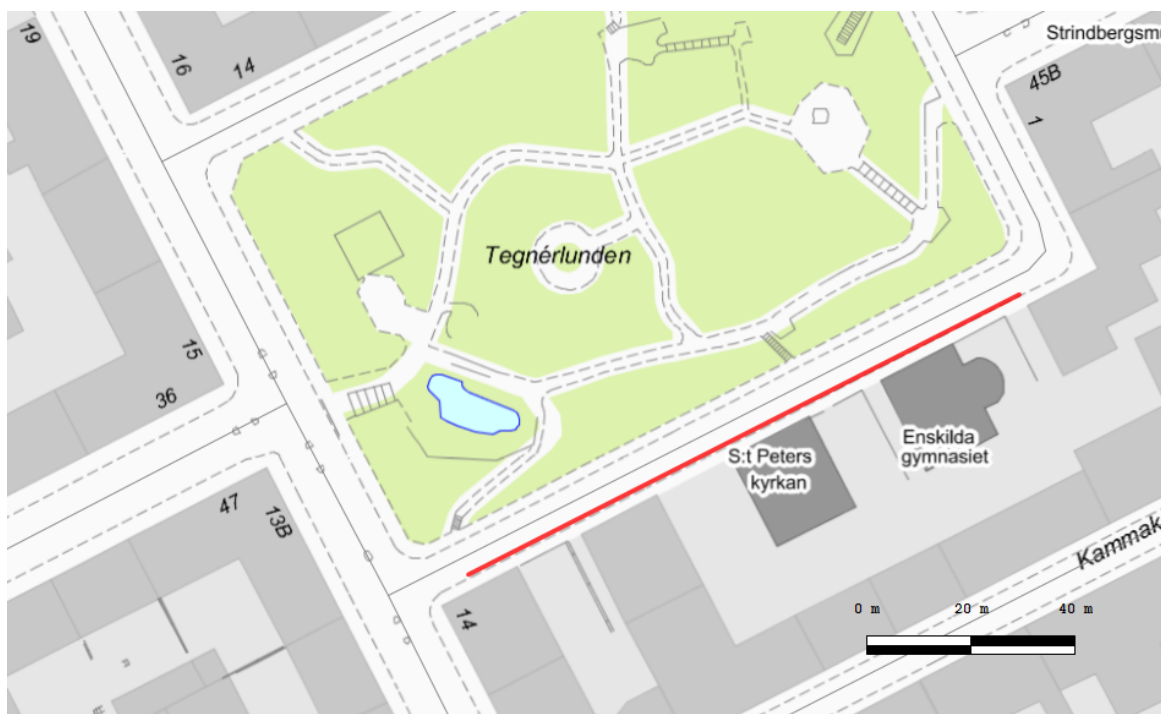 19
16
14
Strindbergsmu
45B
1
Tegnérlunden
15
36
S:t Peters
kyrkan
Enskilda
gymnasiet
47
13B
14
Kammak
0 m 20 m 40 m